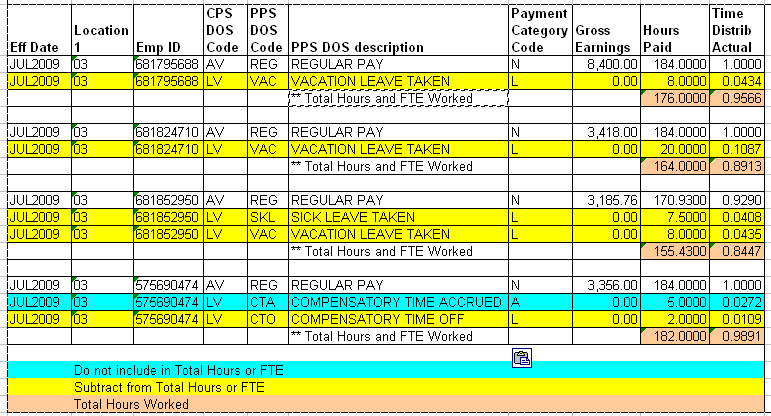 Eff Date Location 1 Emp ID CPS DOS Code PPS DOS Code PPS DOS description Payment Category Code Gross Earnings Hours Paid Time Distrib Actual
JUL2009 03 681795688 AV REG REGULAR PAY N 8,400.00 184.0000 1.0000
JUL2009 03 681795688 LV VAC VACATION LEAVE TAKEN L 0.00 8.0000 0.0434
** Total Hours and FTE Worked 176.0000 0.9566
JUL2009 03 681824710 AV REG REGULAR PAY N 3,418.00 184.0000 1.0000
JUL2009 03 681824710 LV VAC VACATION LEAVE TAKEN L 0.00 20.0000 0.1087
** Total Hours and FTE Worked 164.0000 0.8913
JUL2009 03 681852950 AV REG REGULAR PAY N 3,185.76 170.9300 0.9290
JUL2009 03 681852950 LV SKL SICK LEAVE TAKEN L 0.00 7.5000 0.0408
JUL2009 03 681852950 LV VAC VACATION LEAVE TAKEN L 0.00 8.0000 0.0435
** Total Hours and FTE Worked 155.4300 0.8447
JUL2009 03 575690474 AV REG REGULAR PAY N 3,356.00 184.0000 1.0000
JUL2009 03 575690474 LV CTA COMPENSATORY TIME ACCRUED A 0.00 5.0000 0.0272
JUL2009 03 575690474 LV CTO COMPENSATORY TIME OFF L 0.00 2.0000 0.0109
** Total Hours and FTE Worked 182.0000 0.9891
Do not include in Total Hours or FTE
Subtract from Total Hours or FTE
Total Hours Worked